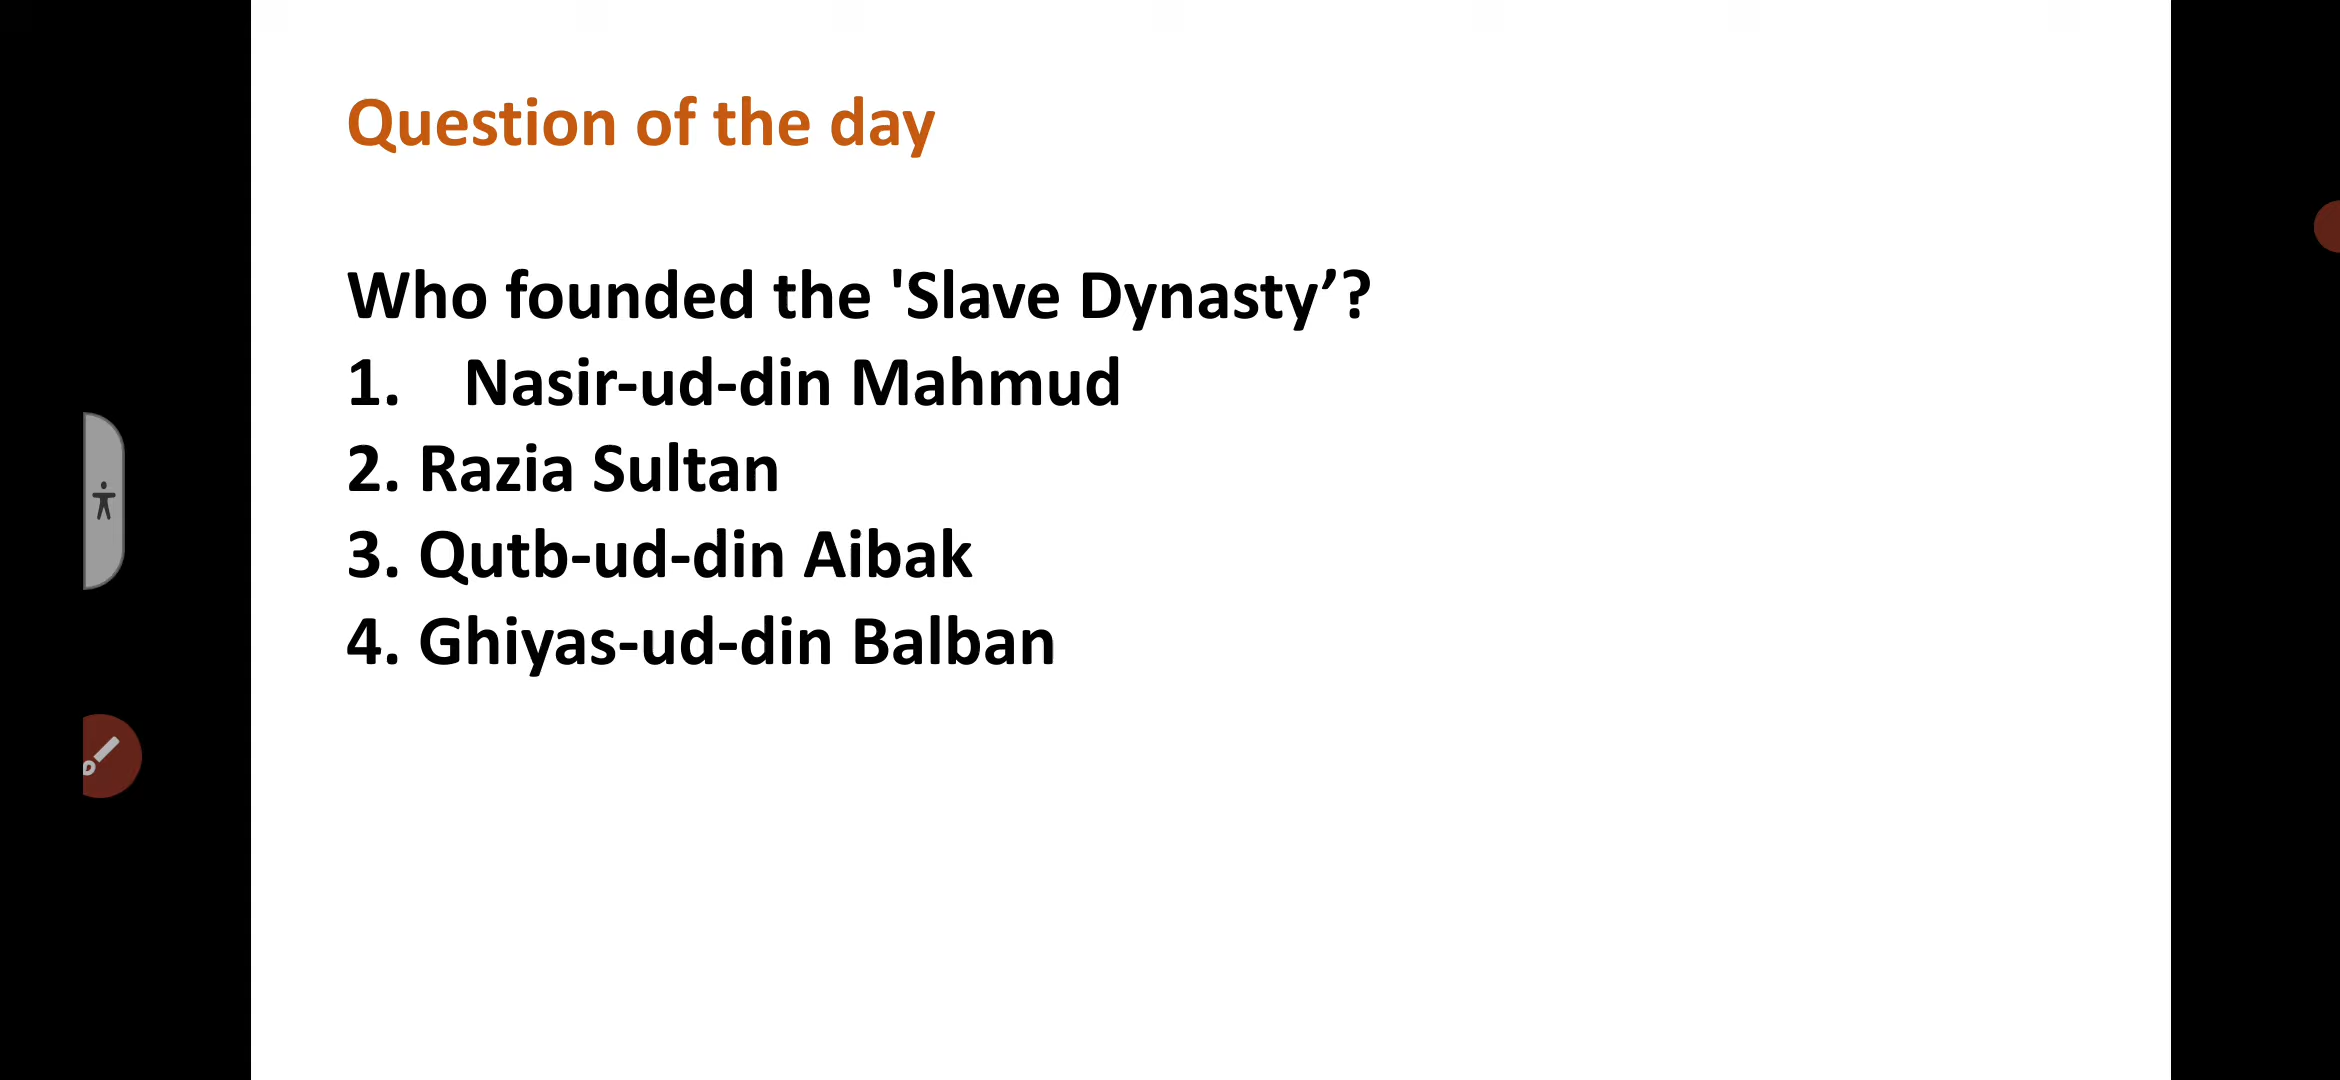 Question of the day
Who founded the 'Slave Dynasty’?
1. Nasir-ud-din Mahmud
2. Razia Sultan
3. Qutb-ud-din Aibak
4. Ghiyas-ud-din Balban